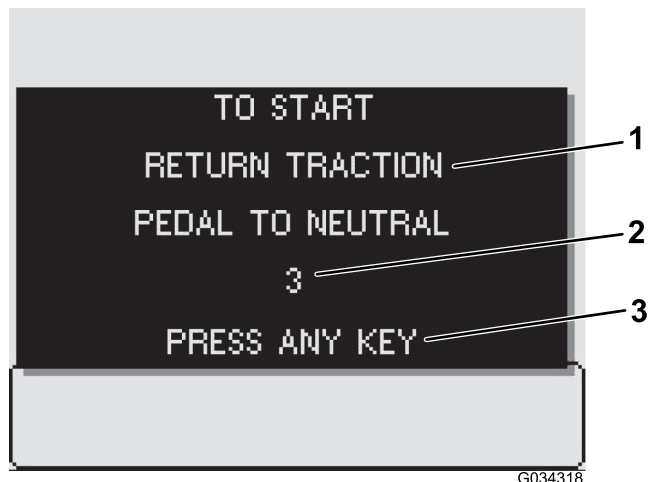 TO START
RETURN TRACTION
PEDAL TO NEUTRAL
3
PRESS ANY KEY
1
2
3
G034318